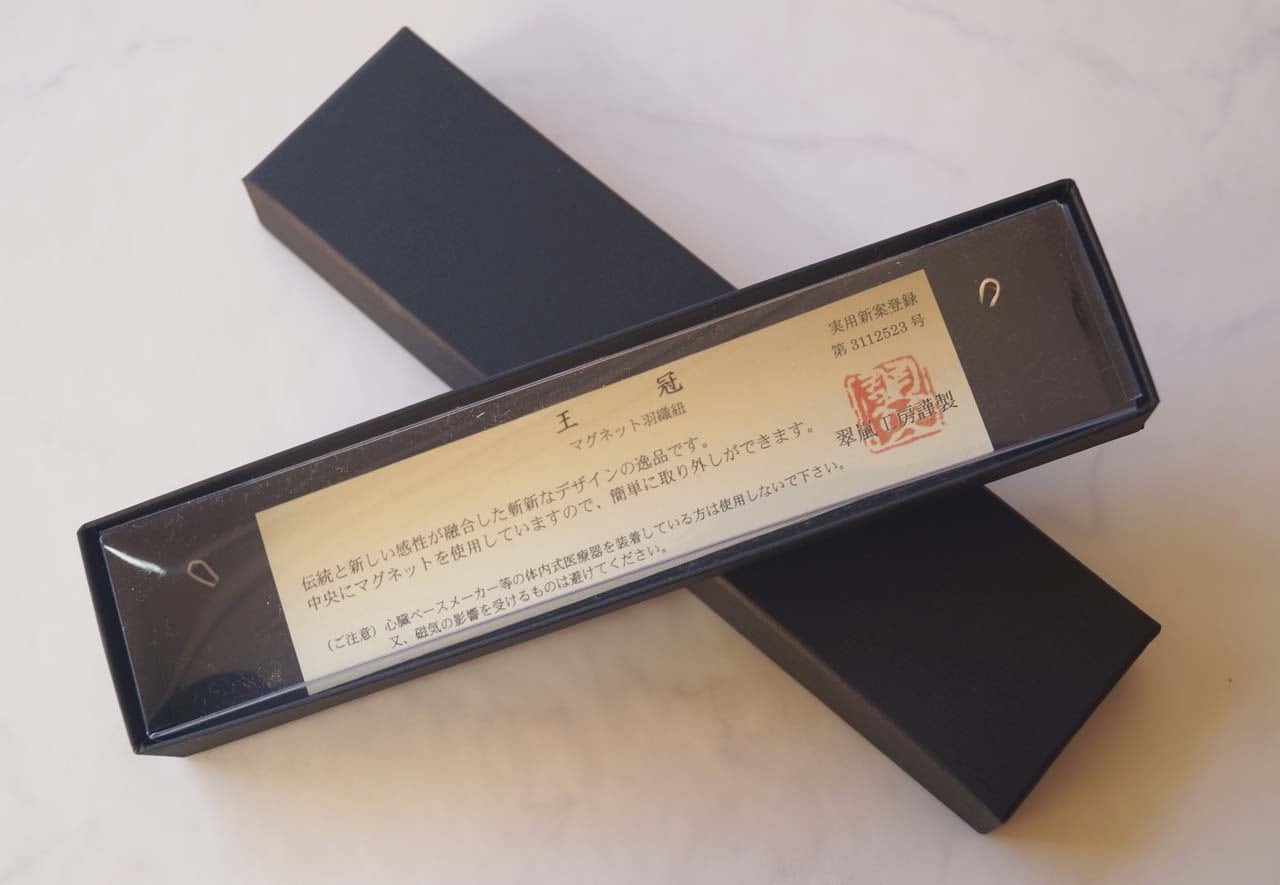 実用新案登録
第 3112523 号
王 冠
マグネット羽織紐
伝統と新しい感性が融合した斬新なデザインの逸品です。
中央にマグネットを使用していますので、簡単に取り外しができます。
翠嵐工房謹製
（ご注意）心臓ペースメーカー等の体内式医療器を装着している方は使用しないで下さい。
又、磁気の影響を受けるものは避けてください。